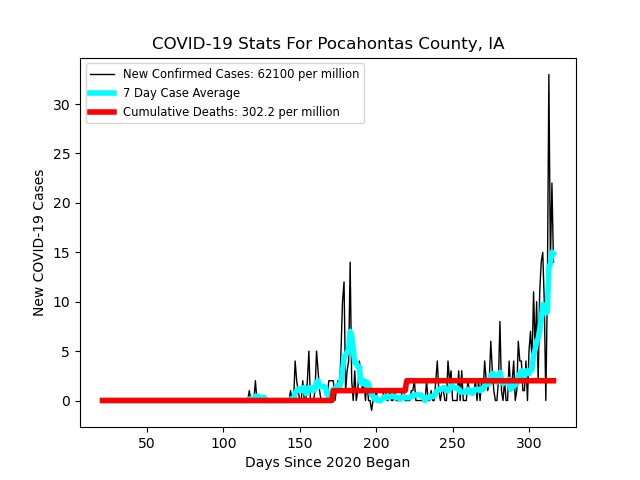 COVID-19 Stats For Pocahontas County, IA
New Confirmed Cases: 62100 per million
7 Day Case Average
Cumulative Deaths: 302.2 per million
New COVID-19 Cases
30
25
20
15
10
5
0
50 100 150 200 250 300
Days Since 2020 Began